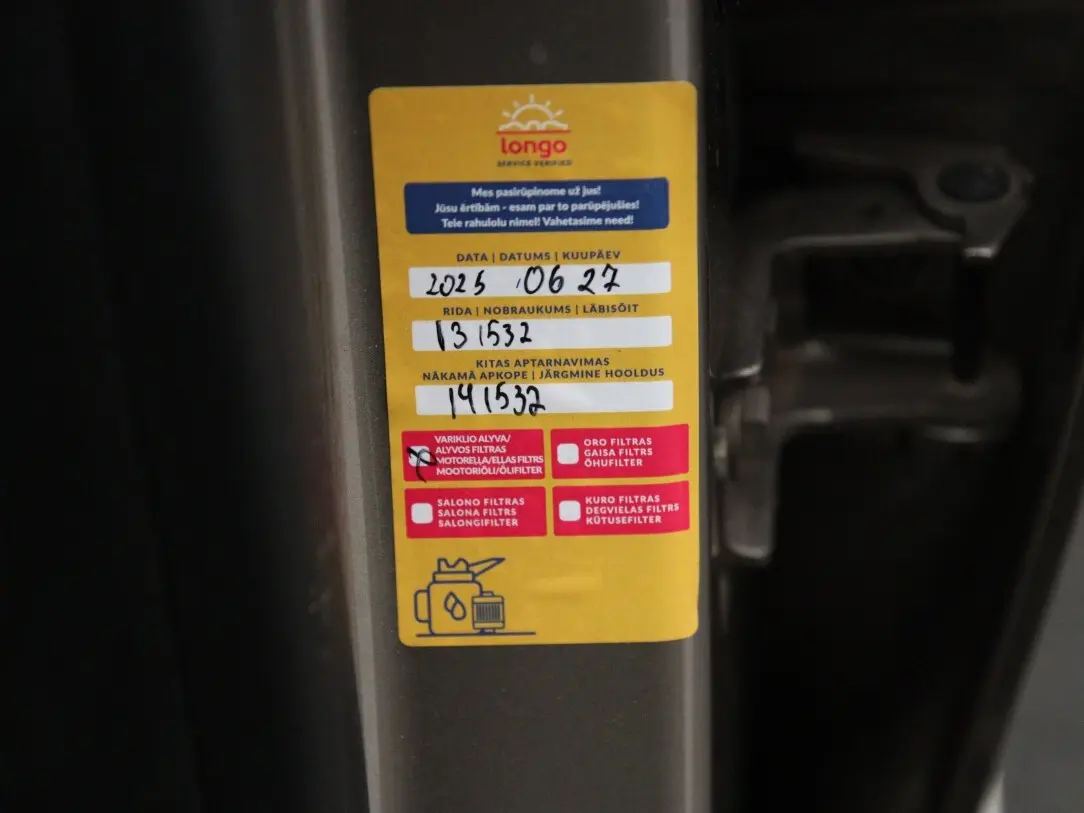 longo
SERVICE VERIFIED
Mes pasirūpinome už jus!
Jūsu ērtībām - esam par to parūpējušies!
Teie rahulolu nimel! Vahetasime need!
DATA | DATUMS | KUUPÄEV
2025 .06 27
RIDA | NOBRAUKUMS | LÄBISÕIT
131532
KITAS APTARNAVIMAS
NĀKAMĀ APKOPE | JÄRGMINE HOOLDUS
141532
VARIKLIO ALYVA/
ALYVOS FILTRAS
MOTOREĻĻA/EĻĻAS FILTRS
MOOTORIÕLI/ÕLIFILTER
ORO FILTRAS
GAISA FILTRS
ÕHUFILTER
SALONO FILTRAS
SALONA FILTRS
SALONGIFILTER
KURO FILTRAS
DEGVIELAS FILTRS
KÜTUSEFILTER